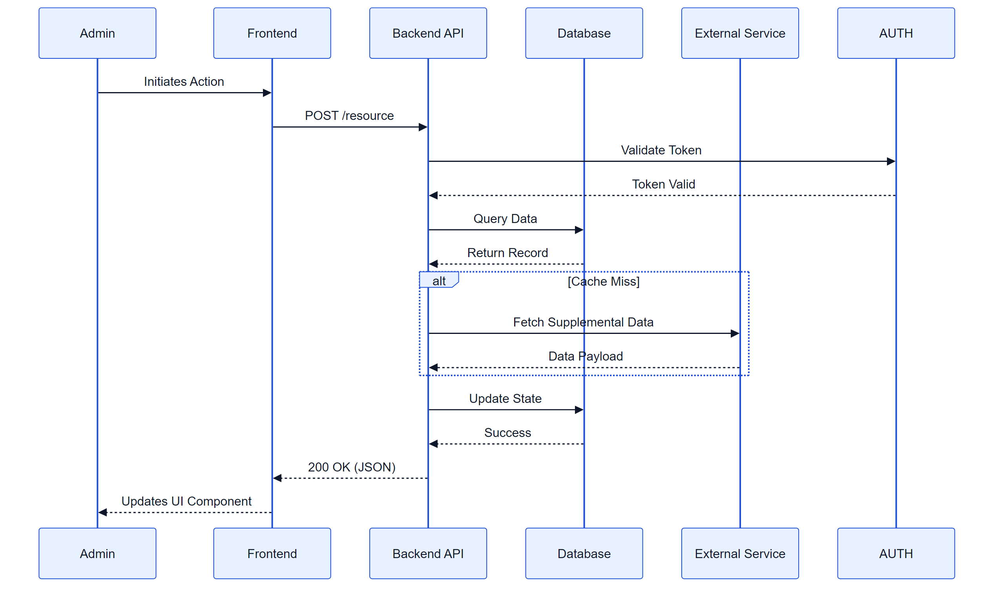 Admin
Frontend
Backend API
Database
External Service
AUTH
Initiates Action
POST /resource
Validate Token
Token Valid
Query Data
Return Record
alt
[Cache Miss]
Fetch Supplemental Data
Data Payload
Update State
Success
200 OK (JSON)
Updates UI Component
Admin
Frontend
Backend API
Database
External Service
AUTH